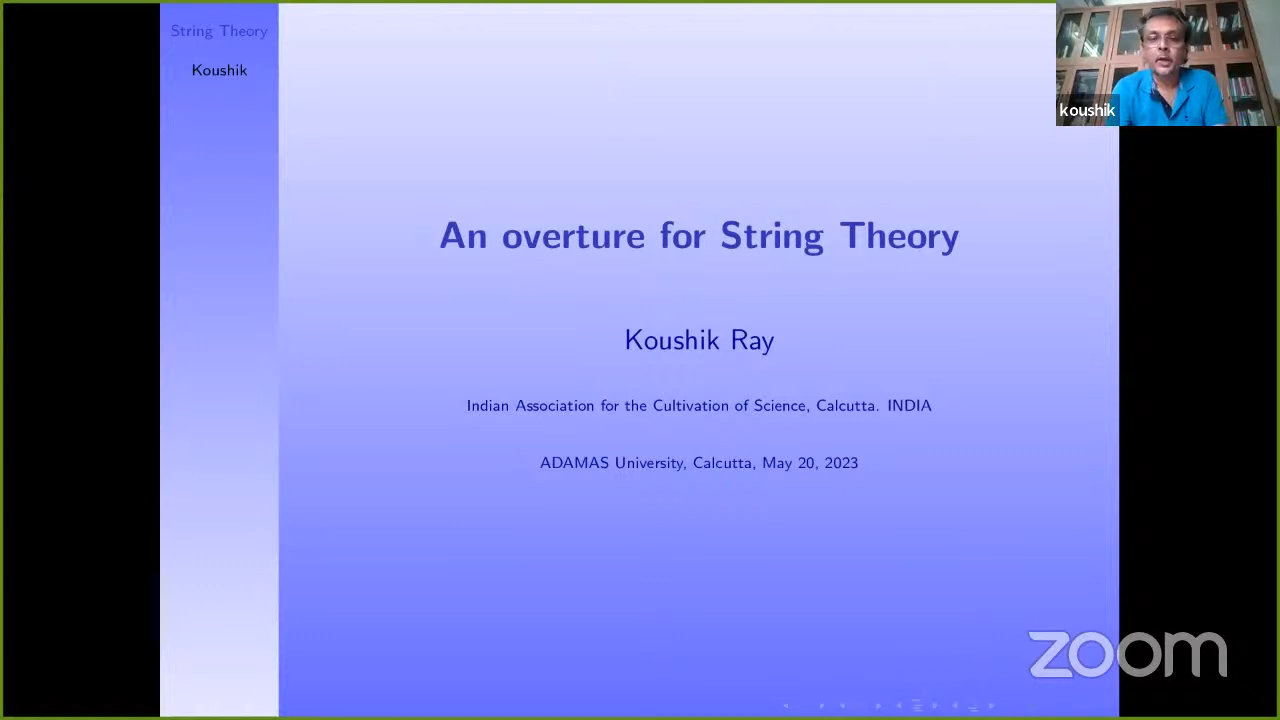 String Theory
Koushik
An overture for String Theory
Koushik Ray
Indian Association for the Cultivation of Science, Calcutta. INDIA
ADAMAS University, Calcutta, May 20, 2023
koushik
zoom